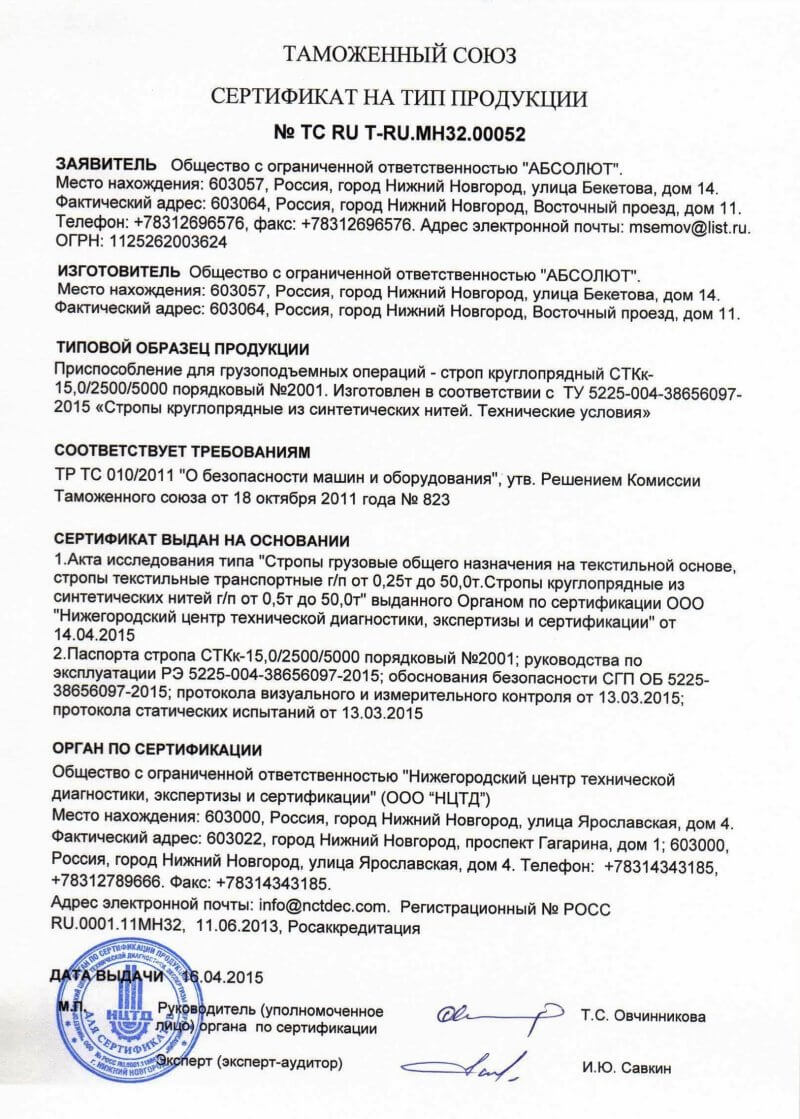 ТАМОЖЕННЫЙ СОЮЗ
СЕРТИФИКАТ НА ТИП ПРОДУКЦИИ
№ ТС RU Т-RU.МН32.00052
ЗАЯВИТЕЛЬ Общество с ограниченной ответственностью "АБСОЛЮТ".
Место нахождения: 603057, Россия, город Нижний Новгород, улица Бекетова, дом 14.
Фактический адрес: 603064, Россия, город Нижний Новгород, Восточный проезд, дом 11.
Телефон: +78312696576, факс: +78312696576. Адрес электронной почты: msemov@list.ru.
ОГРН: 1125262003624
ИЗГОТОВИТЕЛЬ Общество с ограниченной ответственностью "АБСОЛЮТ".
Место нахождения: 603057, Россия, город Нижний Новгород, улица Бекетова, дом 14.
Фактический адрес: 603064, Россия, город Нижний Новгород, Восточный проезд, дом 11.
ТИПОВОЙ ОБРАЗЕЦ ПРОДУКЦИИ
Приспособление для грузоподъемных операций - строп круглопрядный СТКк-
15,0/2500/5000 порядковый №2001. Изготовлен в соответствии с ТУ 5225-004-38656097-
2015 «Стропы круглопрядные из синтетических нитей. Технические условия»
СООТВЕТСТВУЕТ ТРЕБОВАНИЯМ
ТР ТС 010/2011 "О безопасности машин и оборудования", утв. Решением Комиссии
Таможенного союза от 18 октября 2011 года № 823
СЕРТИФИКАТ ВЫДАН НА ОСНОВАНИИ
1.Акта исследования типа "Стропы грузовые общего назначения на текстильной основе,
стропы текстильные транспортные г/п от 0,25т до 50,0т.Стропы круглопрядные из
синтетических нитей г/п от 0,5т до 50,0т" выданного Органом по сертификации ООО
"Нижегородский центр технической диагностики, экспертизы и сертификации" от
14.04.2015
2.Паспорта стропа СТКк-15,0/2500/5000 порядковый №2001; руководства по
эксплуатации РЭ 5225-004-38656097-2015; обоснования безопасности СГП ОБ 5225-
38656097-2015; протокола визуального и измерительного контроля от 13.03.2015;
протокола статических испытаний от 13.03.2015
ОРГАН ПО СЕРТИФИКАЦИИ
Общество с ограниченной ответственностью "Нижегородский центр технической
диагностики, экспертизы и сертификации" (ООО “НЦТД”)
Место нахождения: 603000, Россия, город Нижний Новгород, улица Ярославская, дом 4.
Фактический адрес: 603022, город Нижний Новгород, проспект Гагарина, дом 1; 603000,
Россия, город Нижний Новгород, улица Ярославская, дом 4. Телефон: +78314343185,
+78312789666. Факс: +78314343185.
Адрес электронной почты: info@nctdec.com. Регистрационный № РОСС
RU.0001.11МН32, 11.06.2013, Росаккредитация
ДАТА ВЫДАЧИ 16.04.2015
М.П.
Руководитель (уполномоченное
лицо) органа по сертификации
Т.С. Овчинникова
Эксперт (эксперт-аудитор)
И.Ю. Савкин
НЦТД
ДЛЯ СЕРТИФИКАТОВ
г. НИЖНИЙ НОВГОРОД